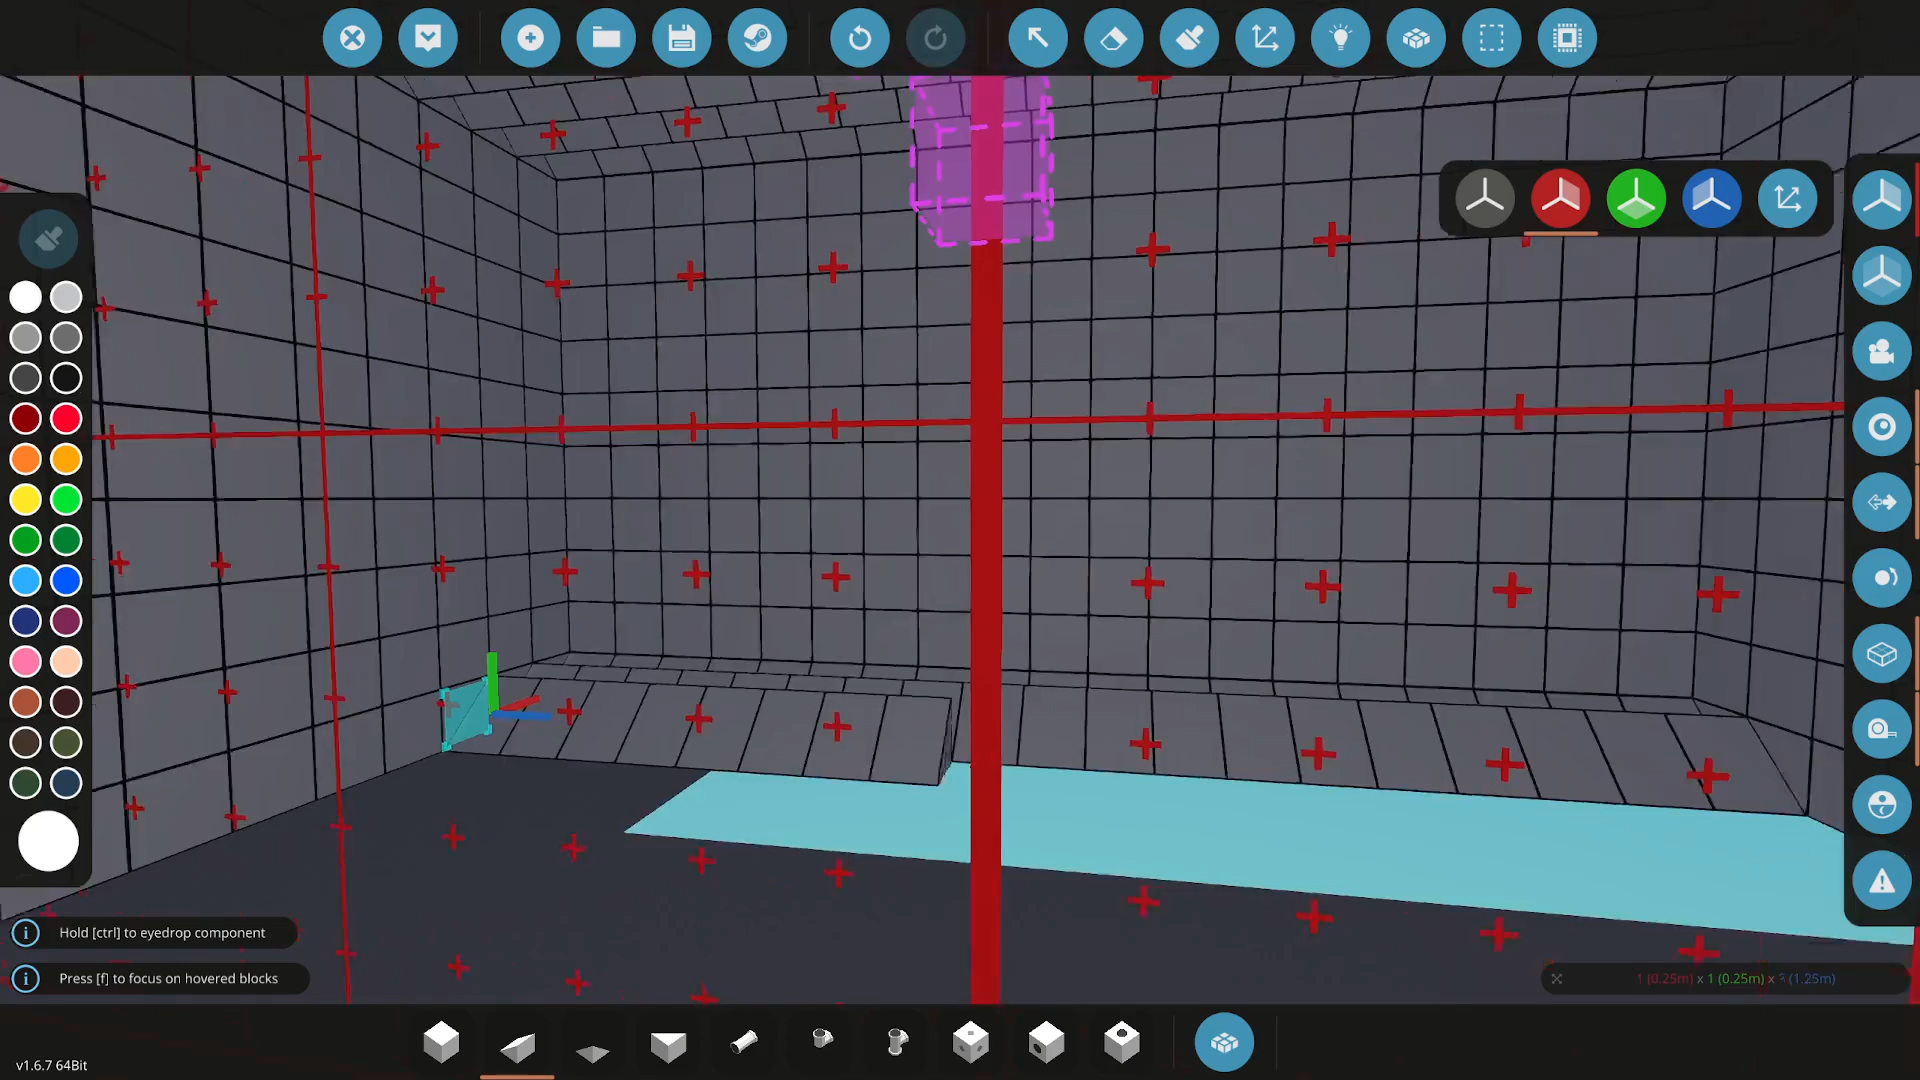 Hold [ctrl] to eyedrop component
Press [f] to focus on hovered blocks
1 (0.25m) x 1 (0.25m) x 5 (1.25m)
v1.6.7 64Bit